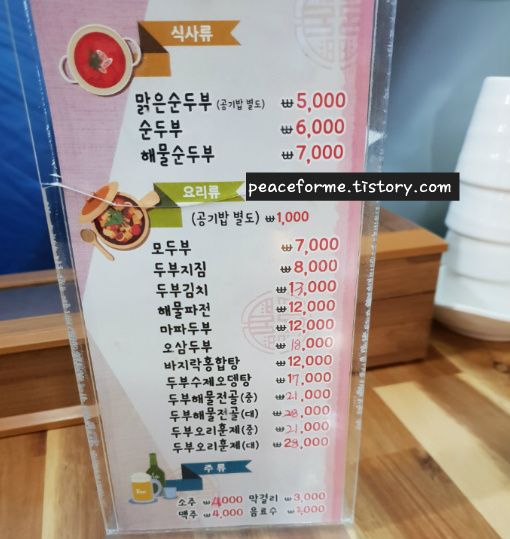 식사류
맑은순두부 (공기밥 별도) ₩5,000
순두부 ₩6,000
해물순두부 ₩7,000
요리류
peaceforme.tistory.com
(공기밥 별도) ₩1,000
모두부 ₩7,000
두부지짐 ₩8,000
두부김치 ₩13,000
해물파전 ₩12,000
마파두부 ₩12,000
오삼두부 ₩18,000
바지락홍합탕 ₩12,000
두부수제오뎅탕 ₩17,000
두부해물전골(중) ₩21,000
두부해물전골(대) ₩28,000
두부오리훈제(중) ₩21,000
두부오리훈제(대) ₩28,000
주류
소주 ₩4,000 막걸리 ₩3,000
맥주 ₩4,000 음료수 ₩1,000